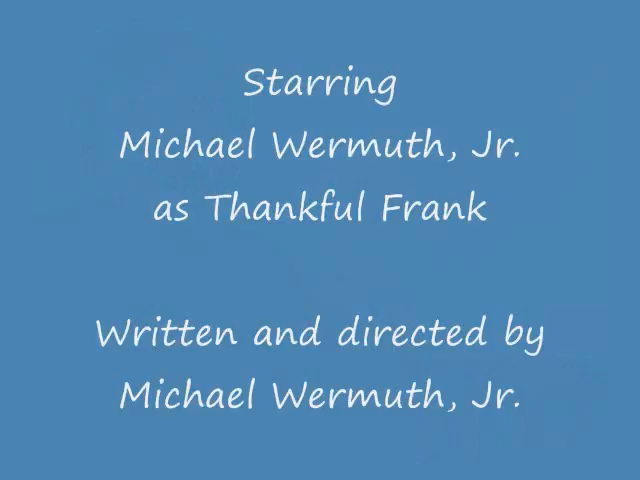 Starring
Michael Wermuth, Jr.
as Thankful Frank
Written and directed by
Michael Wermuth, Jr.